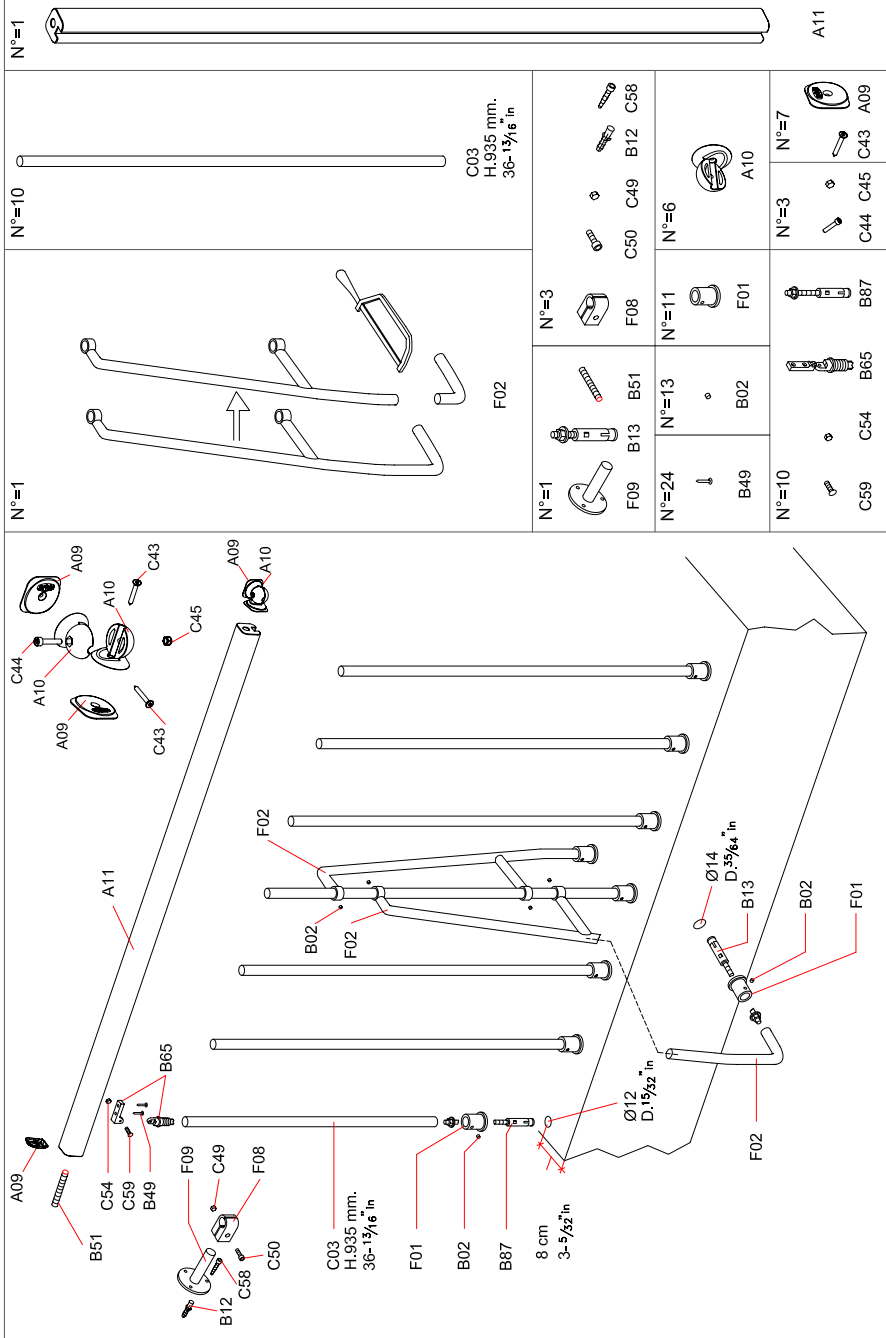 N°=1
A11
N°=10
C03
H.935 mm.
36-13/16" in
N°=1
F02
N°=3
F08
C50
C49
B12
C58
N°=1
F09
B13
B51
N°=6
A10
N°=11
F01
N°=13
B02
N°=24
B49
N°=7
C43
A09
N°=3
C44
C45
N°=10
C59
C54
B65
B87
A09
C43
A10
C44
A10
A09
C43
C45
A09
A10
A11
A09
B51
C54
C59
B49
B65
F09
C49
F08
C50
C58
B12
F02
B02
F02
C03
H.935 mm.
36-13/16" in
F01
B02
B87
8 cm
3-5/32" in
Ø12
D.15/32" in
Ø14
D.35/64" in
B13
B02
F01
F02